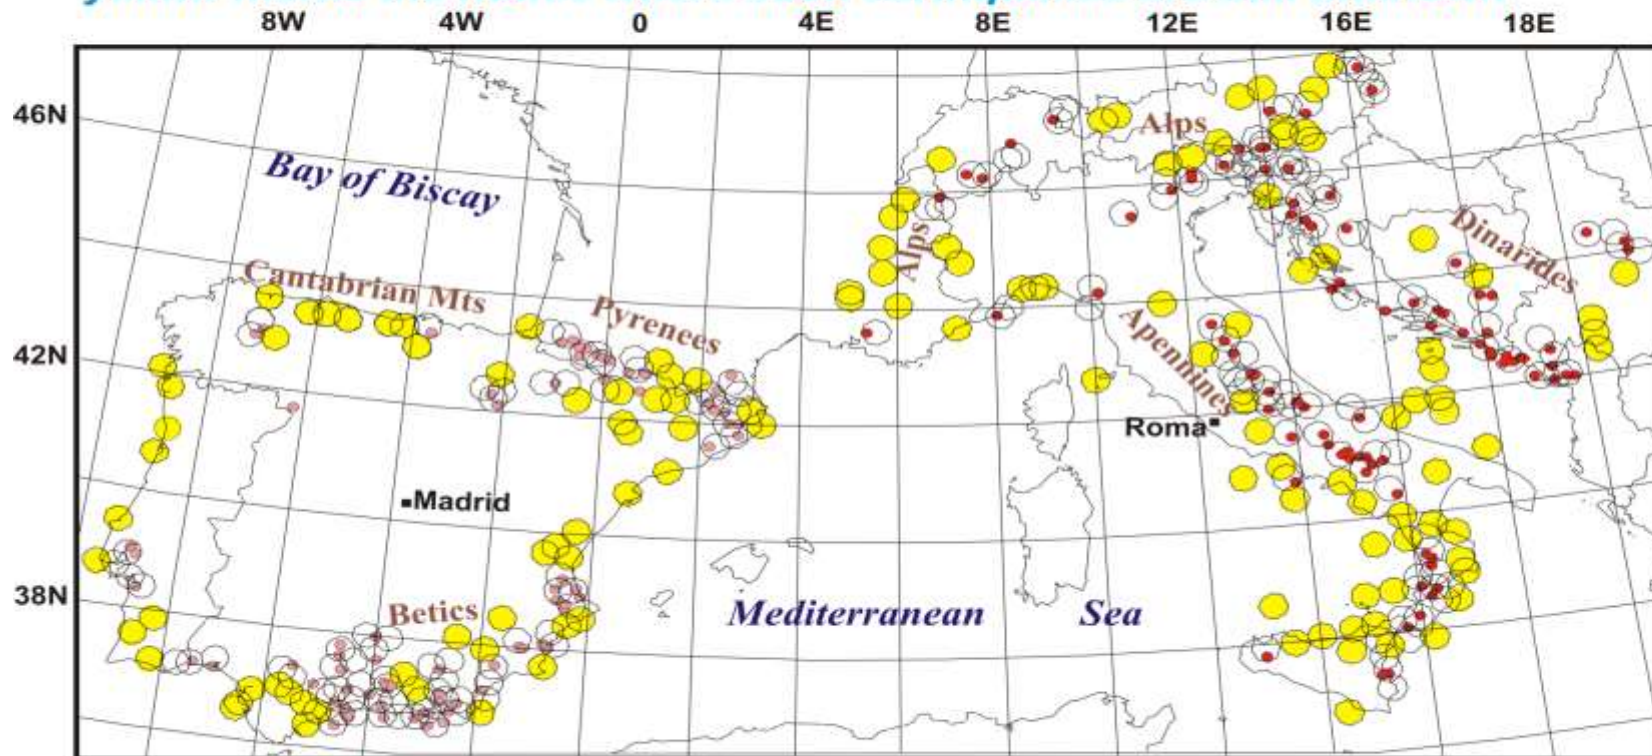 8W 4W 0 4E 8E 12E 16E 18E
46N
Alps
Bay of Biscay
Dinarides
Alps
Cantabrian Mts
Pyrenees
Apennines
42N
Roma
Madrid
38N
Betics
Mediterranean Sea